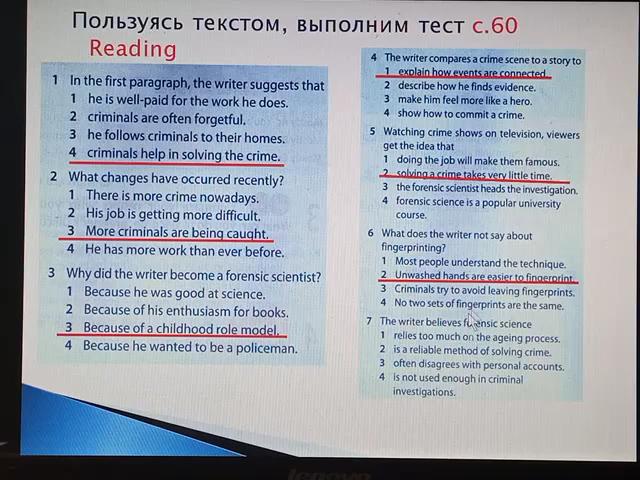 Пользуясь текстом, выполним тест с.60
Reading
1 In the first paragraph, the writer suggests that
1 he is well-paid for the work he does.
2 criminals are often forgetful.
3 he follows criminals to their homes.
4 criminals help in solving the crime.
2 What changes have occurred recently?
1 There is more crime nowadays.
2 His job is getting more difficult.
3 More criminals are being caught.
4 He has more work than ever before.
3 Why did the writer become a forensic scientist?
1 Because he was good at science.
2 Because of his enthusiasm for books.
3 Because of a childhood role model.
4 Because he wanted to be a policeman.
4 The writer compares a crime scene to a story to
1 explain how events are connected.
2 describe how he finds evidence.
3 make him feel more like a hero.
4 show how to commit a crime.
5 Watching crime shows on television, viewers
get the idea that
1 doing the job will make them famous.
2 solving a crime takes very little time.
3 the forensic scientist heads the investigation.
4 forensic science is a popular university
course.
6 What does the writer not say about
fingerprinting?
1 Most people understand the technique.
2 Unwashed hands are easier to fingerprint.
3 Criminals try to avoid leaving fingerprints.
4 No two sets of fingerprints are the same.
7 The writer believes forensic science
1 relies too much on the ageing process.
2 is a reliable method of solving crime.
3 often disagrees with personal accounts.
4 is not used enough in criminal
investigations.
lenovo